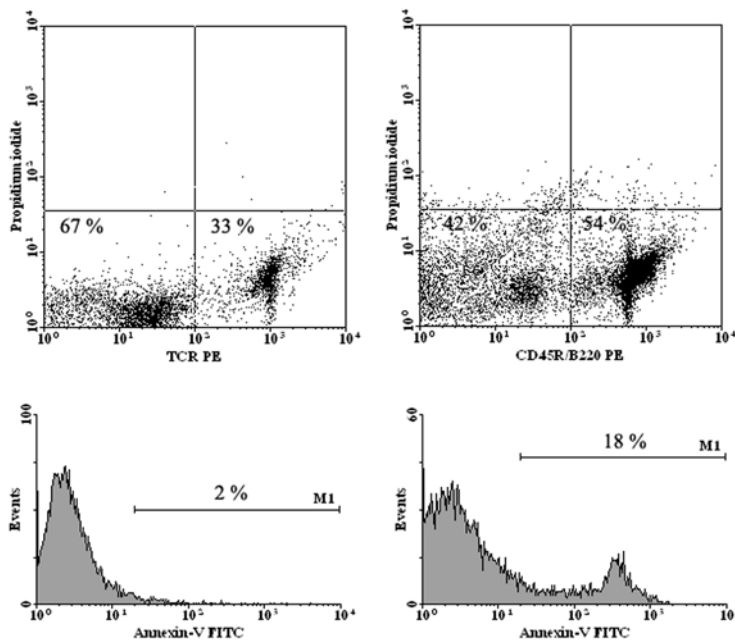 10⁴ 10⁴
10³ 10³
Propidium iodide Propidium iodide
10² 10²
67 % 33 % 42 % 54 %
10¹ 10¹
10⁰ 10⁰
10⁰ 10¹ 10² 10³ 10⁴ 10⁰ 10¹ 10² 10³ 10⁴
TCR PE CD45R/B220 PE
100 60
2 % M1 18 % M1
Events Events
0 0
10⁰ 10¹ 10² 10³ 10⁴ 10⁰ 10¹ 10² 10³ 10⁴
Annexin-V FITC Annexin-V FITC